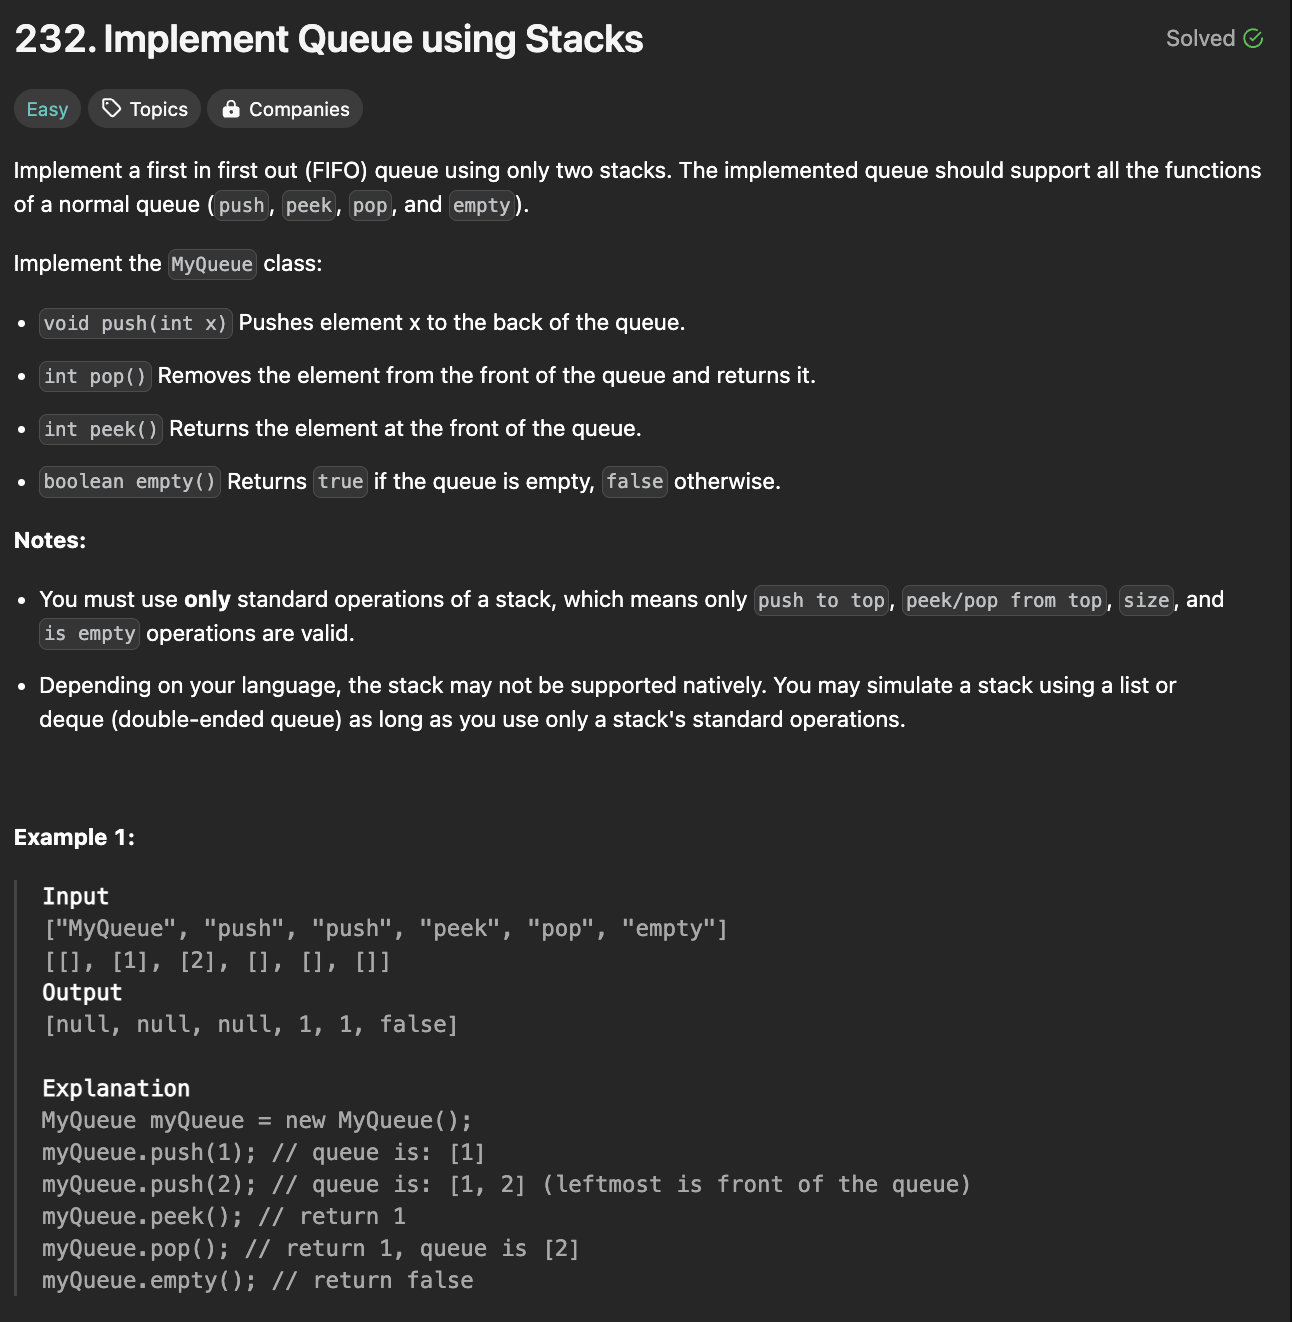 232. Implement Queue using Stacks
Solved
Easy
Topics
Companies
Implement a first in first out (FIFO) queue using only two stacks. The implemented queue should support all the functions
of a normal queue (push, peek, pop, and empty).
Implement the MyQueue class:
• void push(int x) Pushes element x to the back of the queue.
• int pop() Removes the element from the front of the queue and returns it.
• int peek() Returns the element at the front of the queue.
• boolean empty() Returns true if the queue is empty, false otherwise.
Notes:
• You must use only standard operations of a stack, which means only push to top, peek/pop from top, size, and
is empty operations are valid.
• Depending on your language, the stack may not be supported natively. You may simulate a stack using a list or
deque (double-ended queue) as long as you use only a stack's standard operations.
Example 1:
Input
["MyQueue", "push", "push", "peek", "pop", "empty"]
[[], [1], [2], [], [], []]
Output
[null, null, null, 1, 1, false]
Explanation
MyQueue myQueue = new MyQueue();
myQueue.push(1); // queue is: [1]
myQueue.push(2); // queue is: [1, 2] (leftmost is front of the queue)
myQueue.peek(); // return 1
myQueue.pop(); // return 1, queue is [2]
myQueue.empty(); // return false